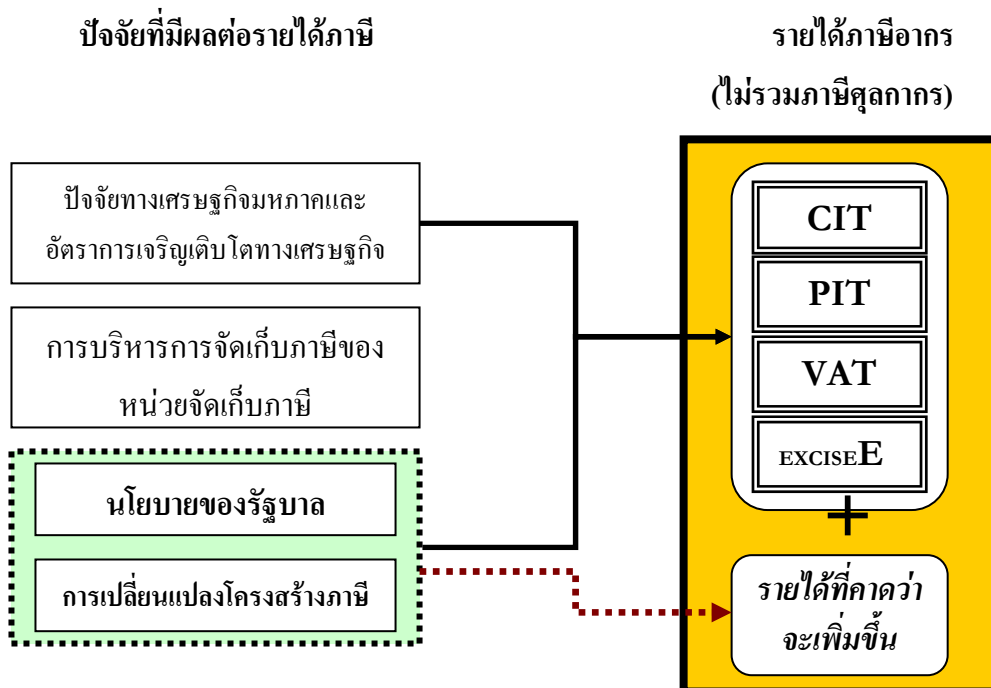 ปัจจัยที่มีผลต่อรายได้ภาษี
รายได้ภาษีอากร
(ไม่รวมภาษีศุลกากร)
ปัจจัยทางเศรษฐกิจมหภาคและ
อัตราการเจริญเติบโตทางเศรษฐกิจ
การบริหารการจัดเก็บภาษีของ
หน่วยจัดเก็บภาษี
นโยบายของรัฐบาล
การเปลี่ยนแปลงโครงสร้างภาษี
CIT
PIT
VAT
EXCISEE
+
รายได้ที่คาดว่า
จะเพิ่มขึ้น